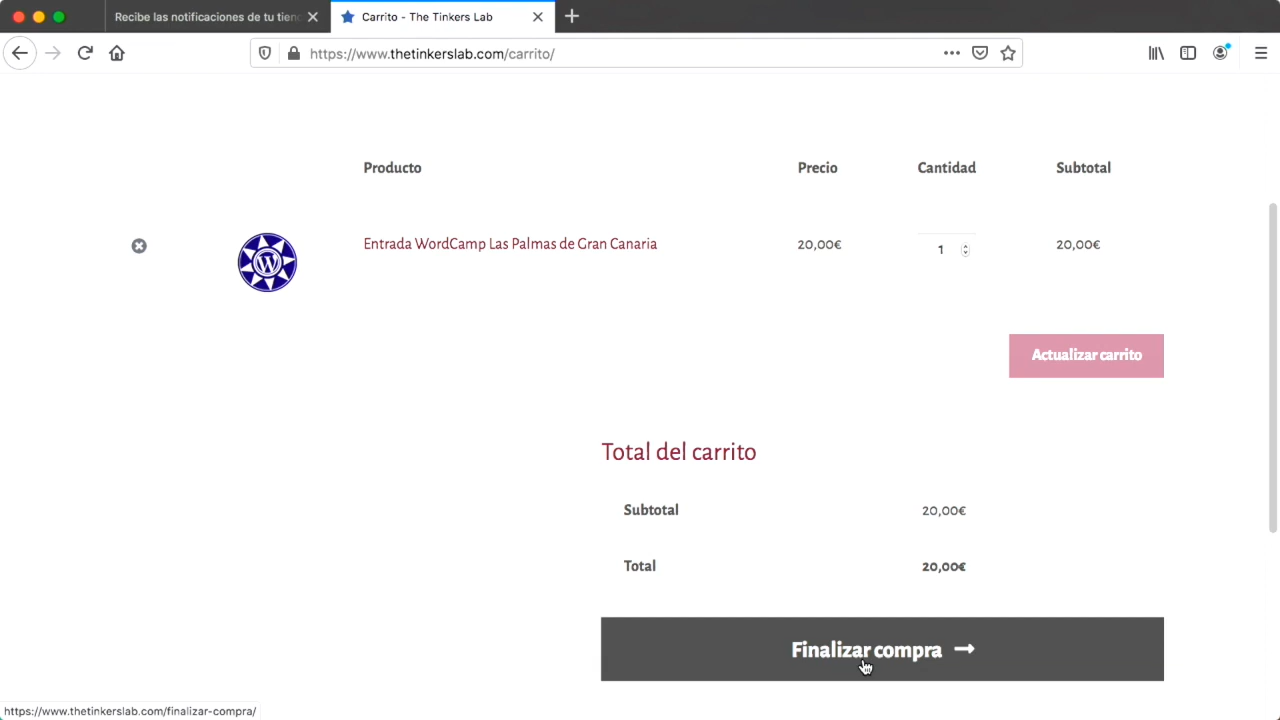 Recibe las notificaciones de tu tien
Carrito - The Tinkers Lab
https://www.thetinkerslab.com/carrito/
Producto Precio Cantidad Subtotal
Entrada WordCamp Las Palmas de Gran Canaria 20,00€ 1 20,00€
Actualizar carrito
Total del carrito
Subtotal 20,00€
Total 20,00€
Finalizar compra →
https://www.thetinkerslab.com/finalizar-compra/